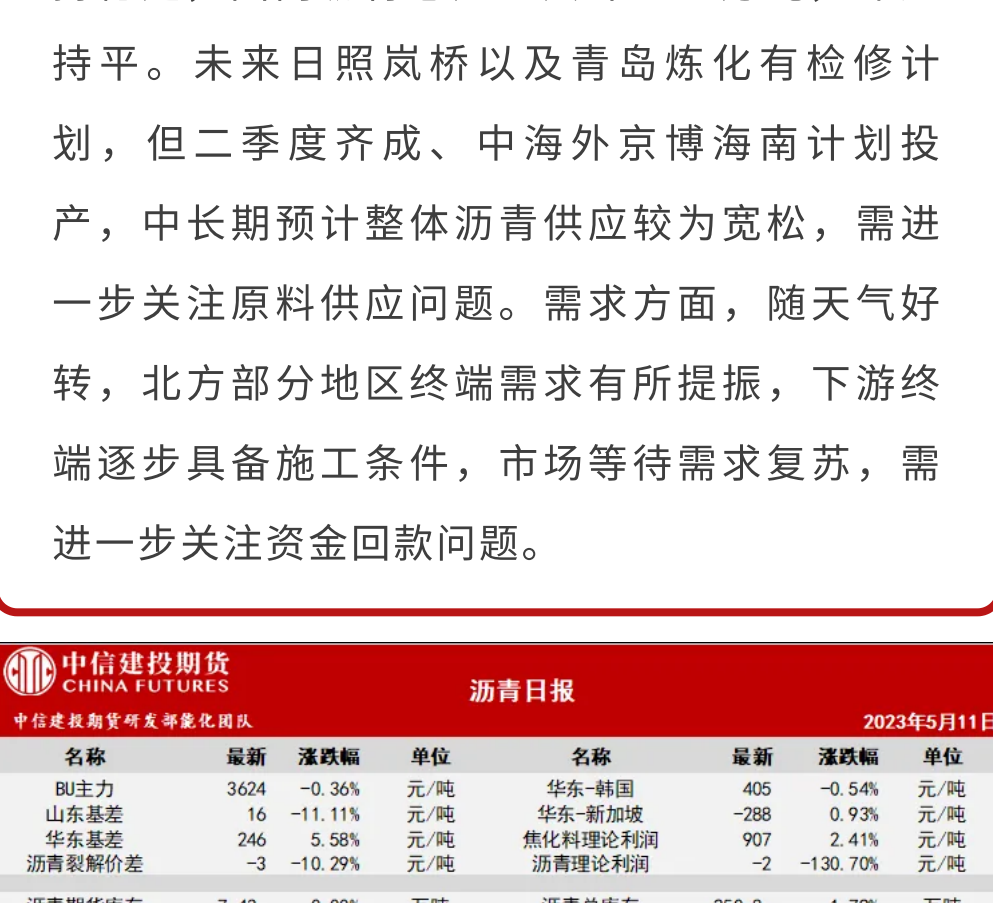 持平。未来日照岚桥以及青岛炼化有检修计
划，但二季度齐成、中海外京博海南计划投
产，中长期预计整体沥青供应较为宽松，需进
一步关注原料供应问题。需求方面，随天气好
转，北方部分地区终端需求有所提振，下游终
端逐步具备施工条件，市场等待需求复苏，需
进一步关注资金回款问题。
中信建投期货
CHINA FUTURES
沥青日报
中信建投期货研发部能化团队 2023年5月11日
名称 最新 涨跌幅 单位 名称 最新 涨跌幅 单位
BU主力 3624 -0.36% 元/吨 华东-韩国 405 -0.54% 元/吨
山东基差 16 -11.11% 元/吨 华东-新加坡 -288 0.93% 元/吨
华东基差 246 5.58% 元/吨 焦化料理论利润 907 2.41% 元/吨
沥青裂解价差 -3 -10.29% 元/吨 沥青理论利润 -2 -130.70% 元/吨